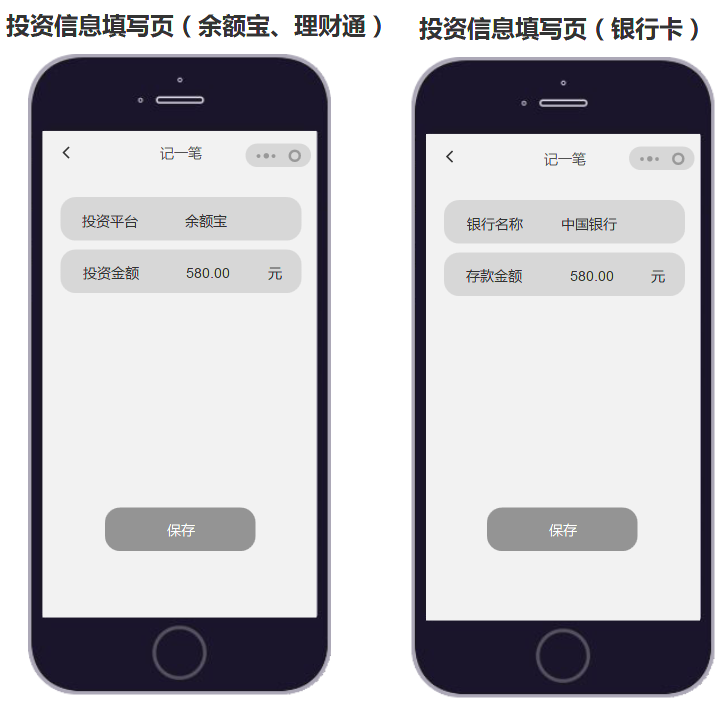 投资信息填写页（余额宝、理财通）
记一笔
投资平台 余额宝
投资金额 580.00 元
保存
投资信息填写页（银行卡）
记一笔
银行名称 中国银行
存款金额 580.00 元
保存